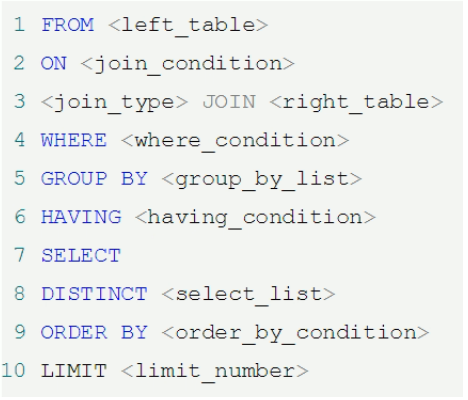 1 FROM <left_table>
2 ON <join_condition>
3 <join_type> JOIN <right_table>
4 WHERE <where_condition>
5 GROUP BY <group_by_list>
6 HAVING <having_condition>
7 SELECT
8 DISTINCT <select_list>
9 ORDER BY <order_by_condition>
10 LIMIT <limit_number>